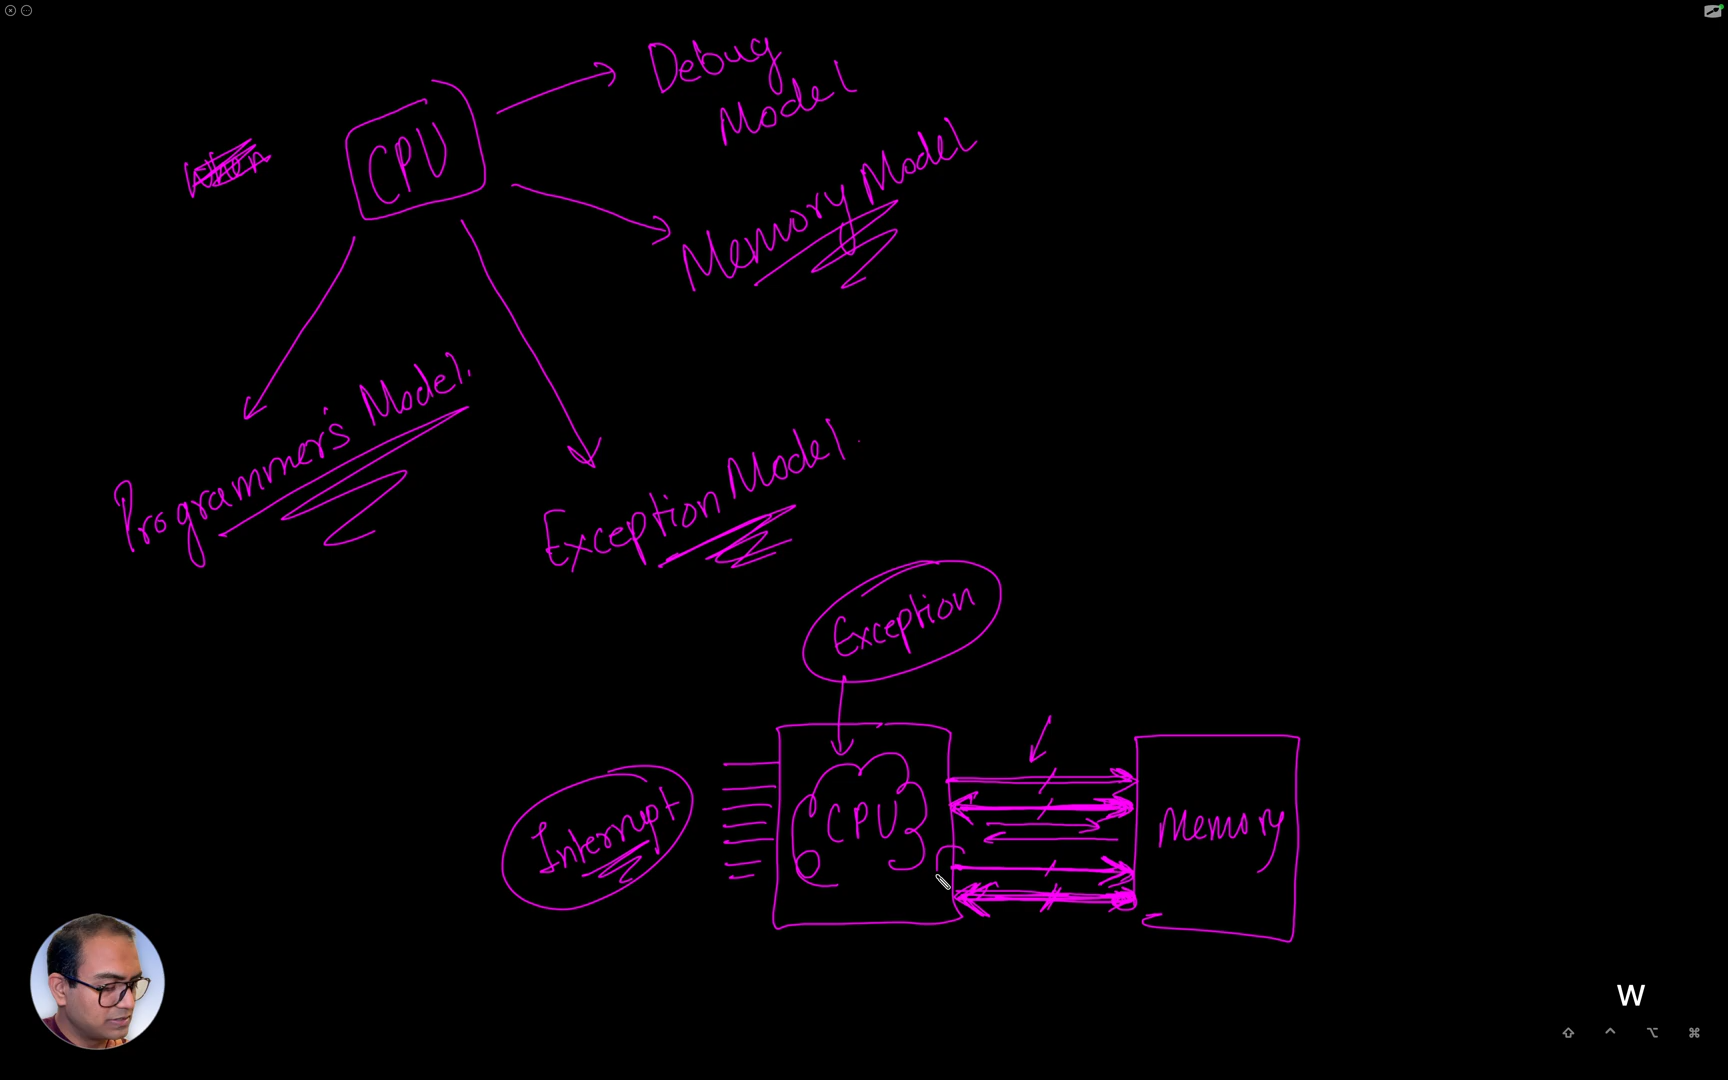 Debug
Model
CPU
Memory Model
Programmer's Model.
Exception Model.
Exception
Interrupt
CPU
Memory
W